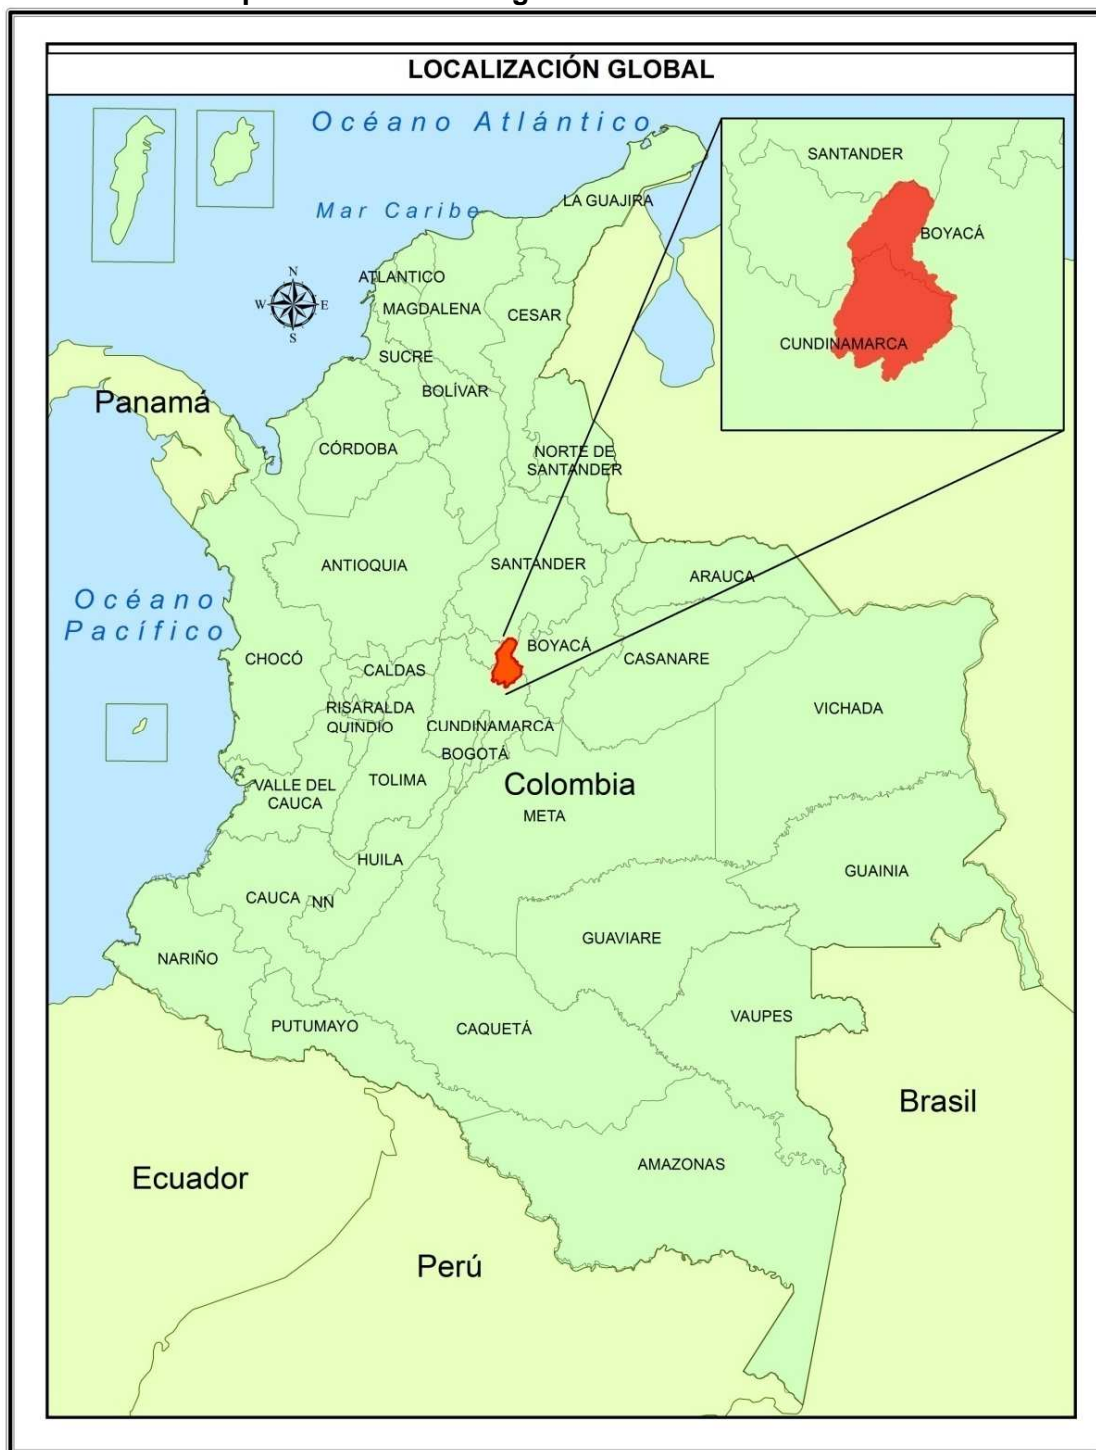 LOCALIZACIÓN GLOBAL
Océano Atlántico
SANTANDER
BOYACÁ
CUNDINAMARCA
Mar Caribe
LA GUAJIRA
N
W
E
S
ATLANTICO
MAGDALENA
CESAR
SUCRE
BOLÍVAR
Panamá
CÓRDOBA
NORTE DE
SANTANDER
ANTIOQUIA
SANTANDER
ARAUCA
Océano
Pacífico
CHOCÓ
BOYACÁ
CASANARE
CALDAS
RISARALDA
QUINDIO
CUNDINAMARCA
VICHADA
BOGOTÁ
TOLIMA
VALLE DEL
CAUCA
Colombia
META
HUILA
GUAINIA
CAUCA
NN
GUAVIARE
NARIÑO
VAUPES
PUTUMAYO
CAQUETÁ
Brasil
AMAZONAS
Ecuador
Perú